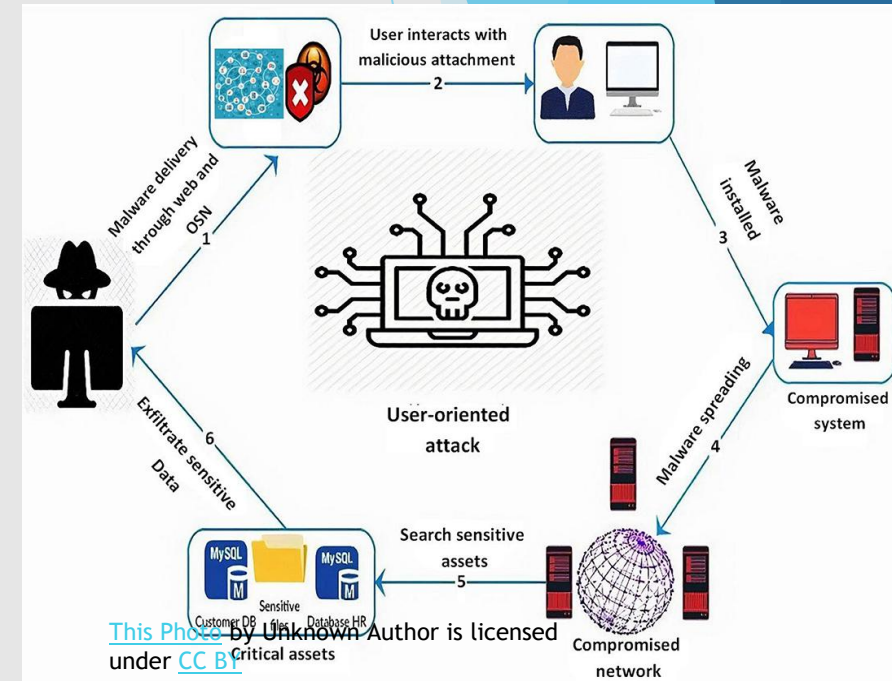 User interacts with
malicious attachment
2
Malware delivery
through web and
OSN
1
Malware
installed
3
Compromised
system
Malware spreading
4
User-oriented
attack
Exfiltrate sensitive
Data
6
Search sensitive
assets
5
MySQL
M
MySQL
M
Customer DB
Sensitive
files
Database HR
Critical assets
Compromised
network
This Photo by Unknown Author is licensed
under CC BY